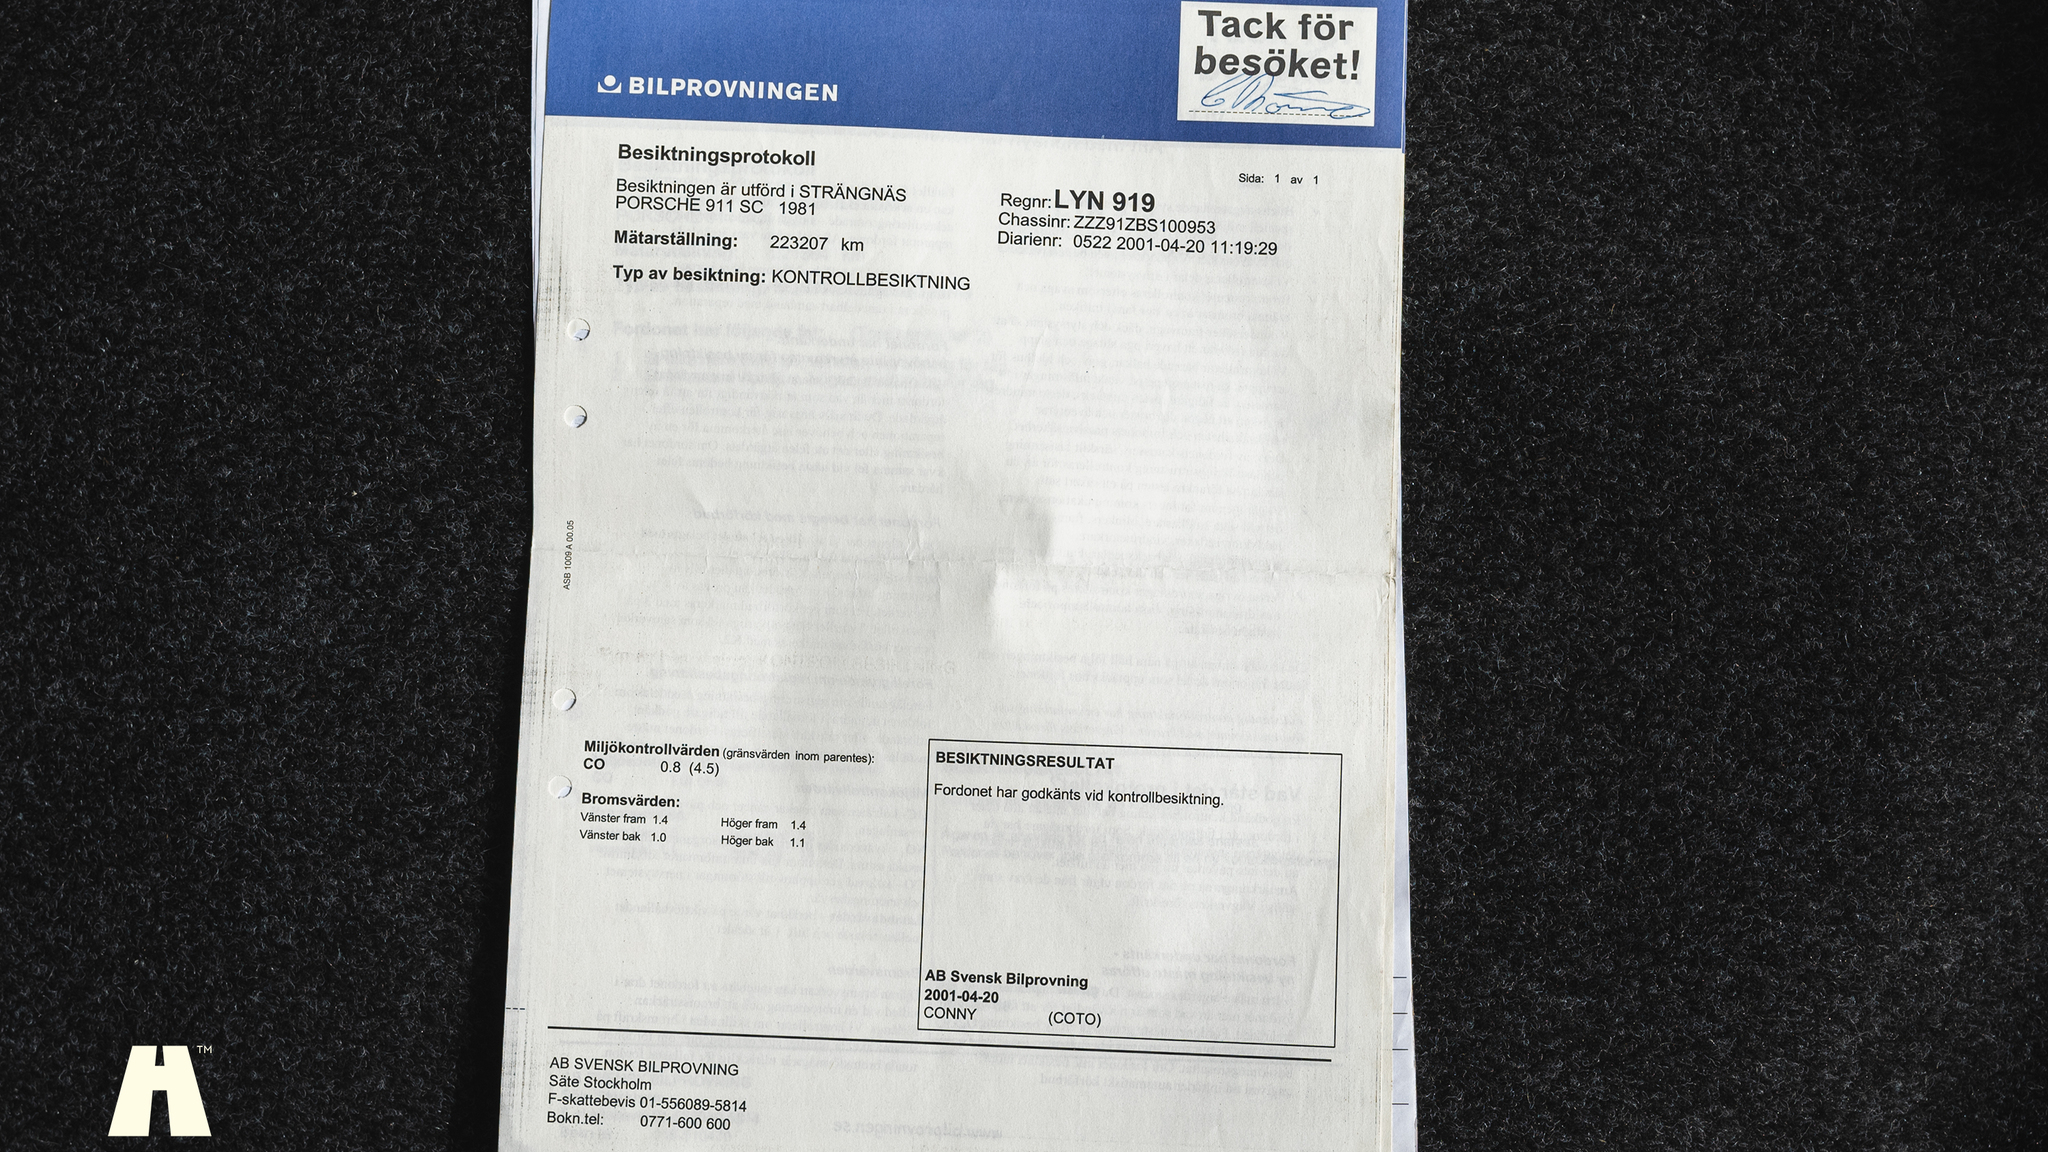 BILPROVNINGEN
Tack för
besöket!
Besiktningsprotokoll
Sida: 1 av 1
Besiktningen är utförd i STRÄNGNÄS
PORSCHE 911 SC 1981
Regnr: LYN 919
Chassinr: ZZZ91ZBS100953
Diarienr: 0522 2001-04-20 11:19:29
Mätarställning: 223207 km
Typ av besiktning: KONTROLLBESIKTNING
ASB 1009 A 00.05
Miljökontrollvärden (gränsvärden inom parentes):
CO 0.8 (4.5)
Bromsvärden:
Vänster fram 1.4 Höger fram 1.4
Vänster bak 1.0 Höger bak 1.1
BESIKTNINGSRESULTAT
Fordonet har godkänts vid kontrollbesiktning.
AB Svensk Bilprovning
2001-04-20
CONNY (COTO)
AB SVENSK BILPROVNING
Säte Stockholm
F-skattebevis 01-556089-5814
Bokn.tel: 0771-600 600
TM